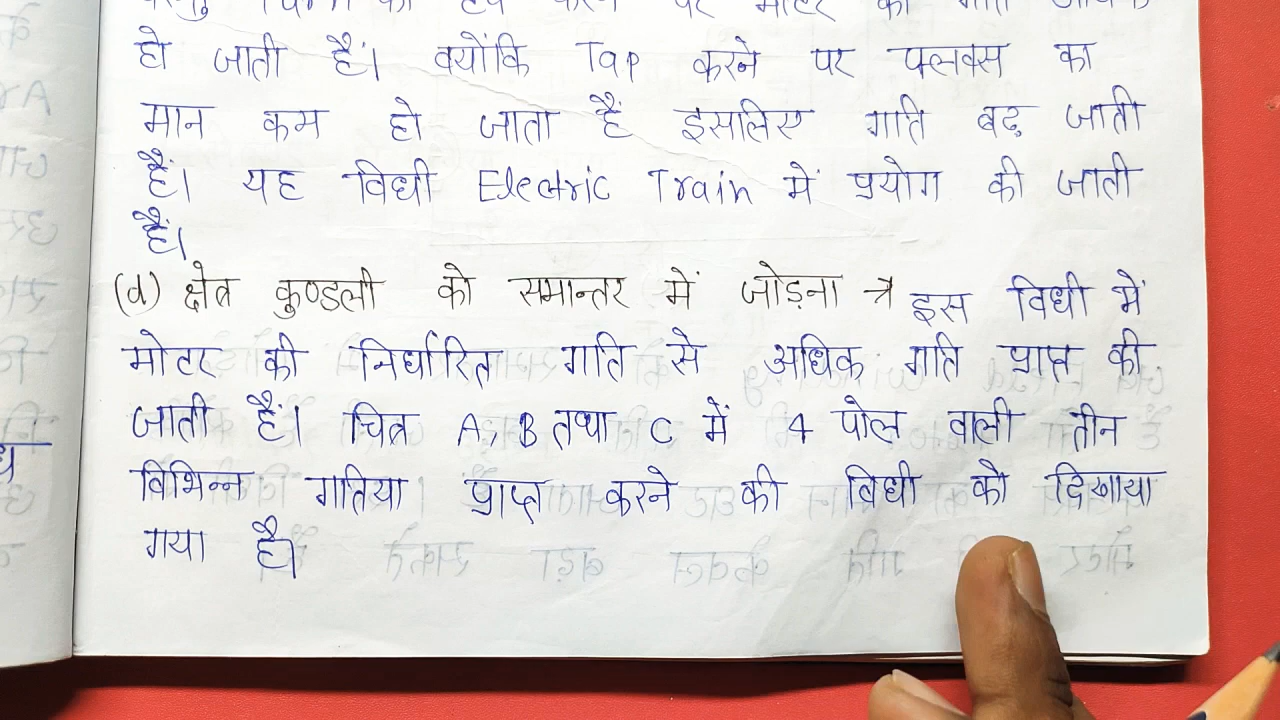 हो जाती हैं। क्योंकि Tap करने पर फ्लक्स का
मान कम हो जाता हैं इसलिए गति बढ़ जाती
हैं। यह विधी Electric Train में प्रयोग की जाती
हैं।
(d) क्षेत्र कुण्डली को समान्तर में जोड़ना → इस विधी में
मोटर की निर्धारित गति से अधिक गति प्राप्त की
जाती हैं। चित्र A, B तथा C में 4 पोल वाली तीन
विभिन्न गतिया प्राप्त करने की विधी को दिखाया
गया है।